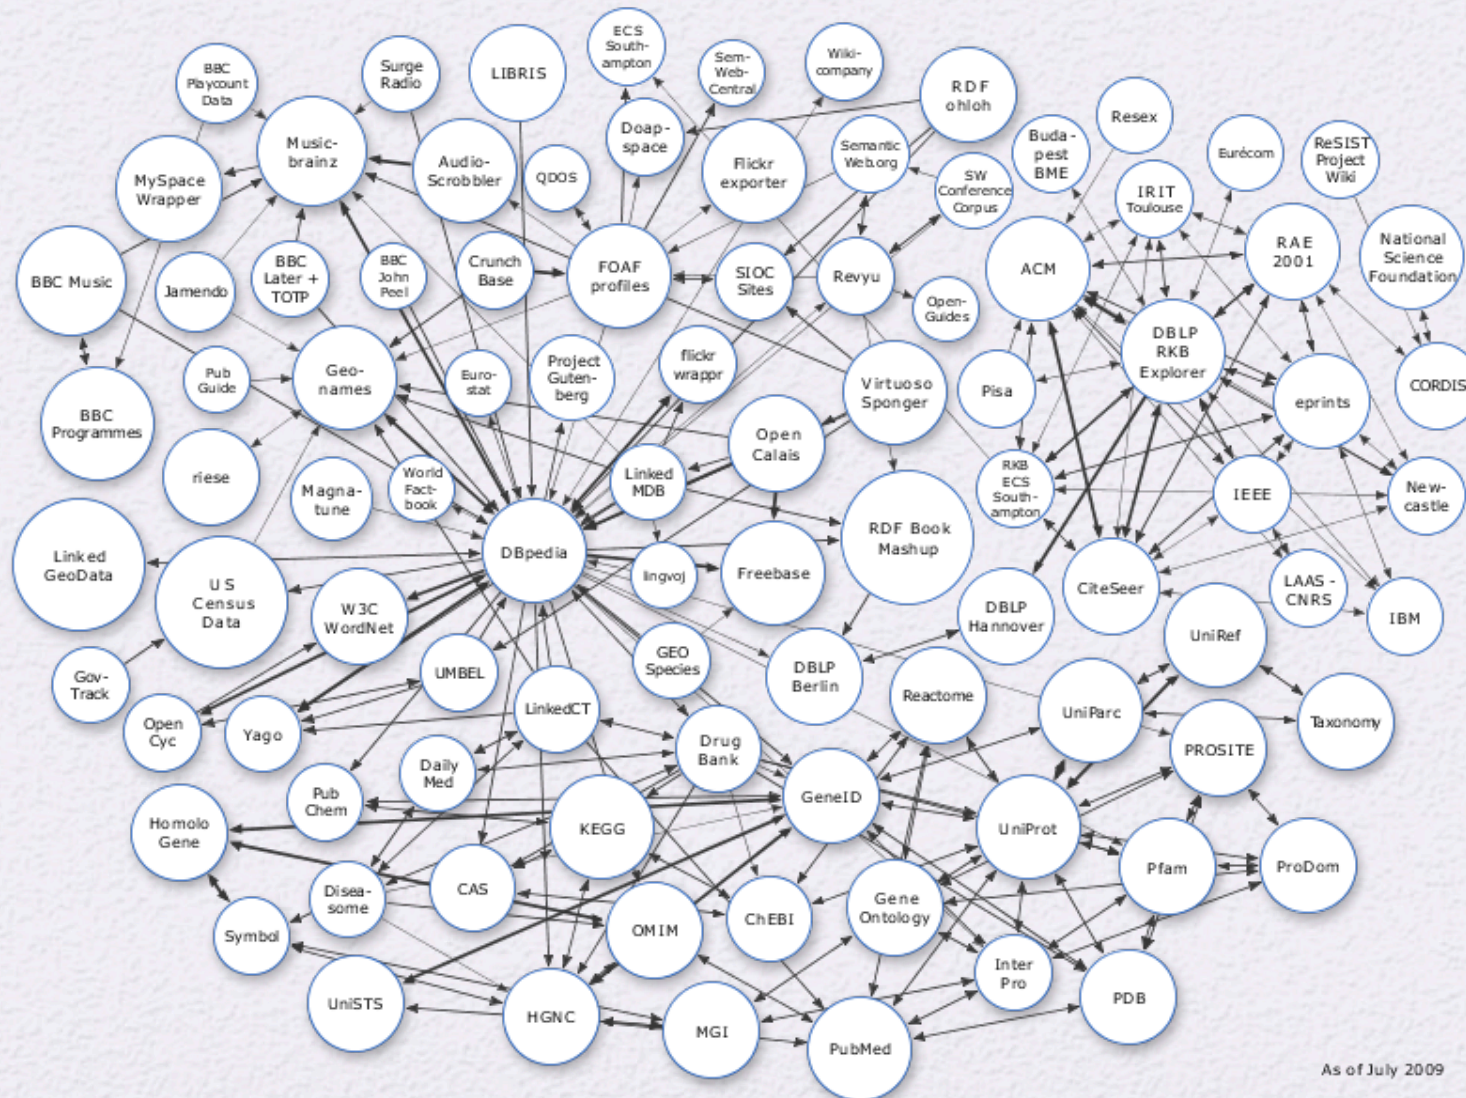 BBC
Playcount
Data
Surge
Radio
LIBRIS
ECS
South-
ampton
Sem-
Web-
Central
Wiki-
company
RDF
ohloh
Resex
Music-
brainz
Doap-
space
Buda-
pest
BME
Eurécom
ReSIST
Project
Wiki
MySpace
Wrapper
Audio-
Scrobbler
QDOS
Flickr
exporter
Semantic
Web.org
SW
Conference
Corpus
IRIT
Toulouse
BBC Music
Jamendo
BBC
Later +
TOTP
BBC
John
Peel
Crunch
Base
FOAF
profiles
SIOC
Sites
Revyu
Open-
Guides
ACM
RAE
2001
National
Science
Foundation
BBC
Programmes
Pub
Guide
Geo-
names
Euro-
stat
Project
Guten-
berg
flickr
wrappr
Virtuoso
Sponger
Pisa
DBLP
RKB
Explorer
eprints
CORDIS
riese
Magna-
tune
World
Fact-
book
Linked
MDB
Open
Calais
RKB
ECS
South-
ampton
IEEE
New-
castle
Linked
GeoData
US
Census
Data
W3C
WordNet
DBpedia
lingvoj
Freebase
RDF Book
Mashup
DBLP
Hannover
CiteSeer
LAAS -
CNRS
IBM
Gov-
Track
Open
Cyc
Yago
UMBEL
LinkedCT
GEO
Species
DBLP
Berlin
Reactome
UniParc
UniRef
Taxonomy
PROSITE
Homolo
Gene
Pub
Chem
Daily
Med
Drug
Bank
KEGG
GeneID
UniProt
Pfam
ProDom
Symbol
Disea-
some
CAS
OMIM
ChEBI
Gene
Ontology
Inter
Pro
PDB
UniSTS
HGNC
MGI
PubMed
As of July 2009